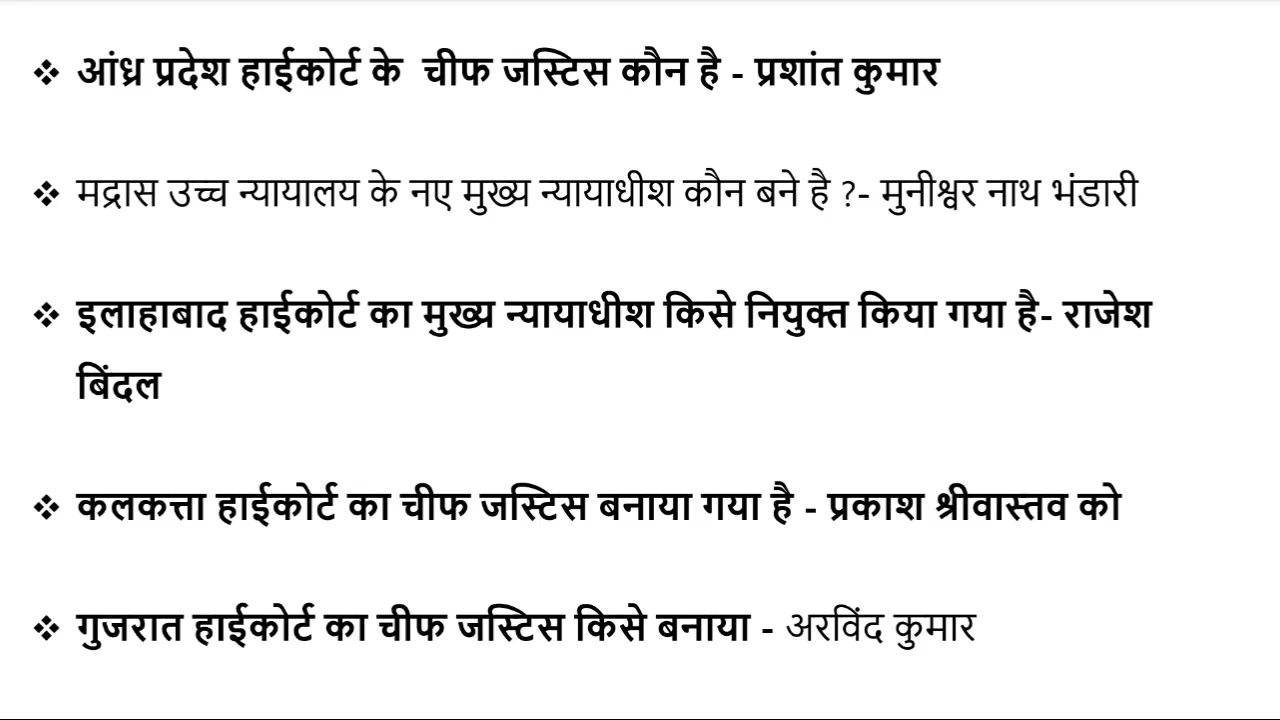 ❖ आंध्र प्रदेश हाईकोर्ट के चीफ जस्टिस कौन है - प्रशांत कुमार
❖ मद्रास उच्च न्यायालय के नए मुख्य न्यायाधीश कौन बने है ?- मुनीश्वर नाथ भंडारी
❖ इलाहाबाद हाईकोर्ट का मुख्य न्यायाधीश किसे नियुक्त किया गया है- राजेश
बिंदल
❖ कलकत्ता हाईकोर्ट का चीफ जस्टिस बनाया गया है - प्रकाश श्रीवास्तव को
❖ गुजरात हाईकोर्ट का चीफ जस्टिस किसे बनाया - अरविंद कुमार